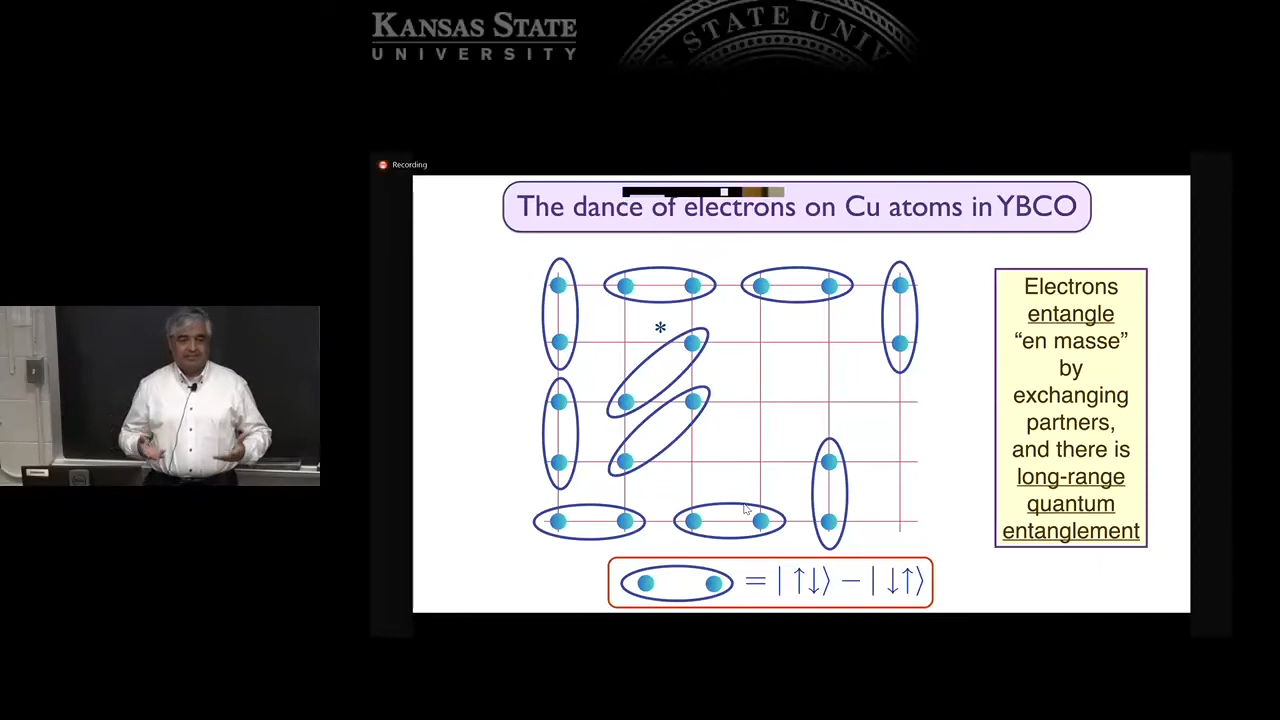 KANSAS STATE
UNIVERSITY
STATE UNIV
Recording
The dance of electrons on Cu atoms in YBCO
*
Electrons
entangle
“en masse”
by
exchanging
partners,
and there is
long-range
quantum
entanglement
= | ↑↓⟩ − | ↓↑⟩